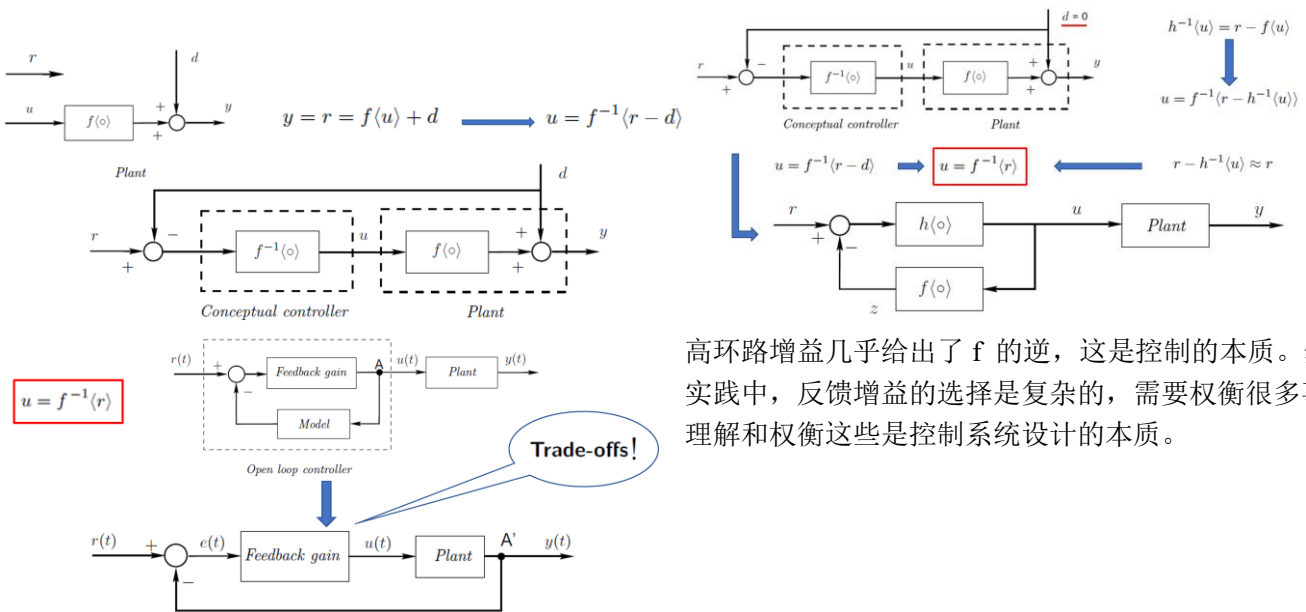 d
r
u
f⟨○⟩
+
+
y
y = r = f⟨u⟩ + d
u = f⁻¹⟨r − d⟩
Plant
d
r
+
−
f⁻¹⟨○⟩
u
f⟨○⟩
+
+
y
Conceptual controller
Plant
u = f⁻¹⟨r⟩
r(t)
+
−
Feedback gain
A
u(t)
Plant
y(t)
Model
Open loop controller
Trade-offs!
r(t)
+
−
e(t)
Feedback gain
u(t)
Plant
A'
y(t)
d = 0
r
+
−
f⁻¹⟨○⟩
u
f⟨○⟩
+
+
y
Conceptual controller
Plant
h⁻¹⟨u⟩ = r − f⟨u⟩
u = f⁻¹⟨r − h⁻¹⟨u⟩⟩
u = f⁻¹⟨r − d⟩
u = f⁻¹⟨r⟩
r − h⁻¹⟨u⟩ ≈ r
r
+
−
h⟨○⟩
u
Plant
y
f⟨○⟩
z
高环路增益几乎给出了 f 的逆，这是控制的本质。
实践中，反馈增益的选择是复杂的，需要权衡很多
理解和权衡这些是控制系统设计的本质。